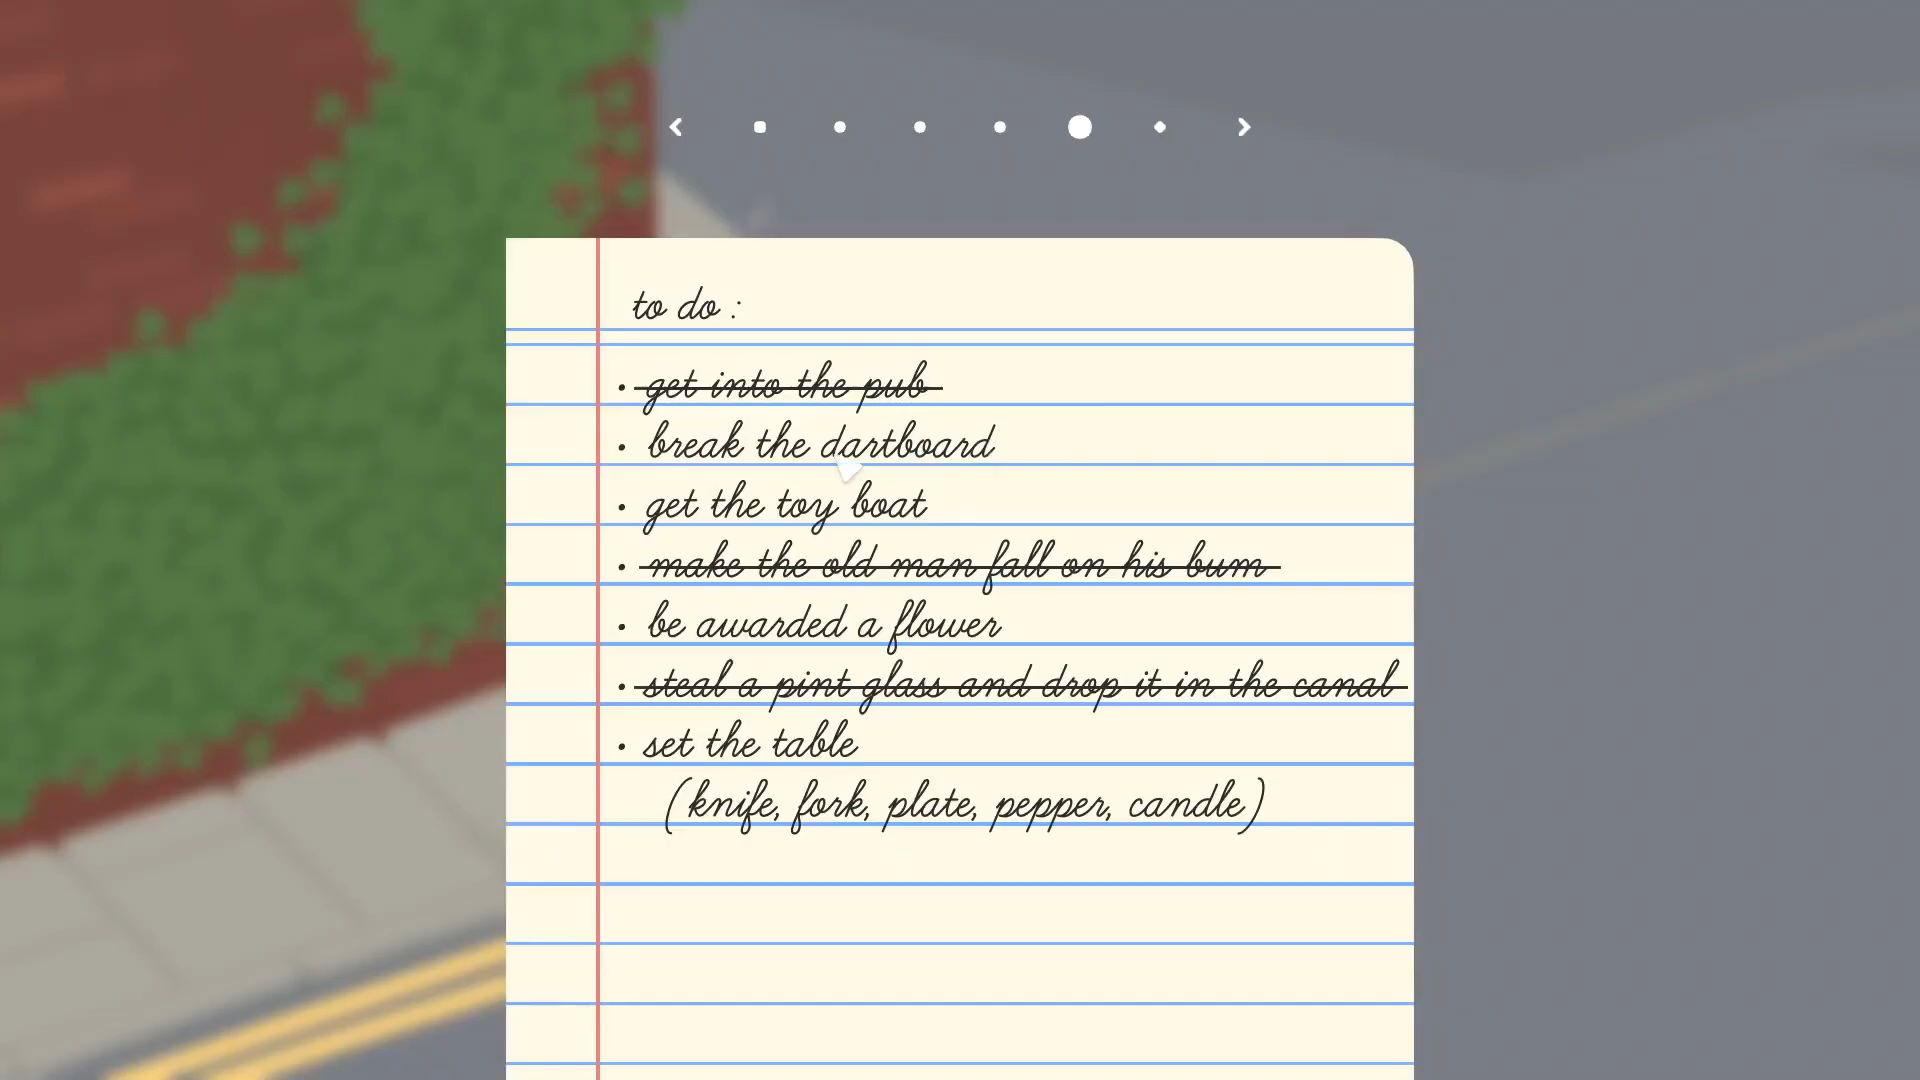 to do :
• get into the pub
• break the dartboard
• get the toy boat
• make the old man fall on his bum
• be awarded a flower
• steal a pint glass and drop it in the canal
• set the table
(knife, fork, plate, pepper, candle)